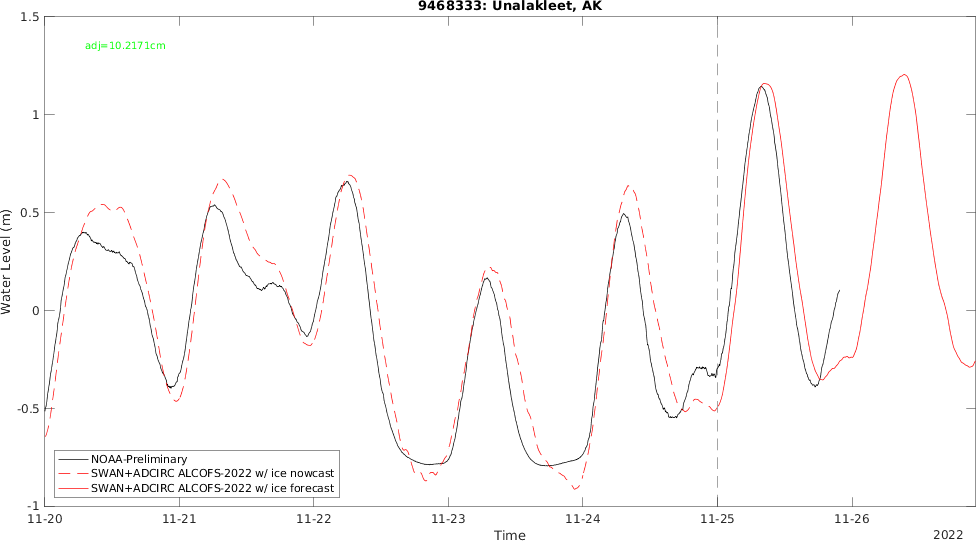 9468333: Unalakleet, AK
adj=10.2171cm
1.5
1
0.5
0
-0.5
-1
Water Level (m)
NOAA-Preliminary
SWAN+ADCIRC ALCOFS-2022 w/ ice nowcast
SWAN+ADCIRC ALCOFS-2022 w/ ice forecast
11-20 11-21 11-22 11-23 11-24 11-25 11-26
Time
2022